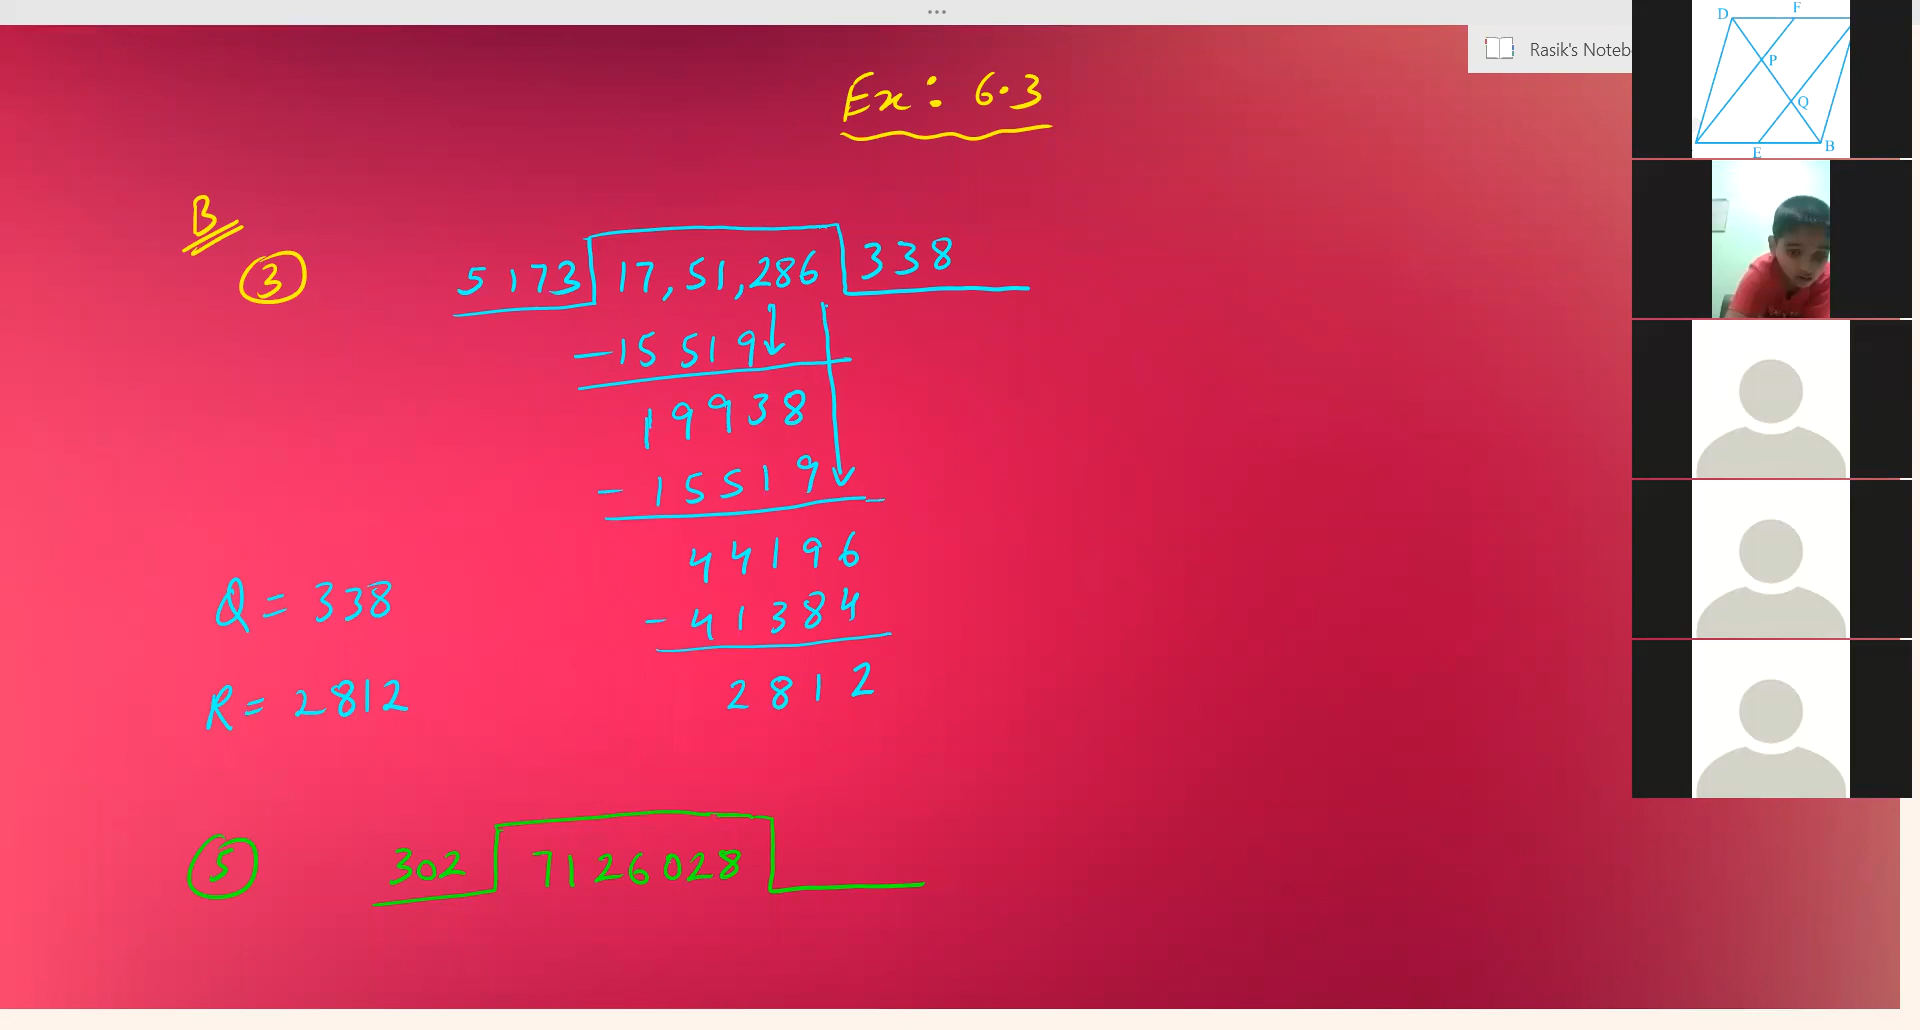 Rasik's Noteb
Ex: 6.3
B
3
5173 17,51,286 338
-15519
19938
-15519
44196
-41384
2812
Q = 338
R = 2812
5
302 7126028
D F
P
Q
E B